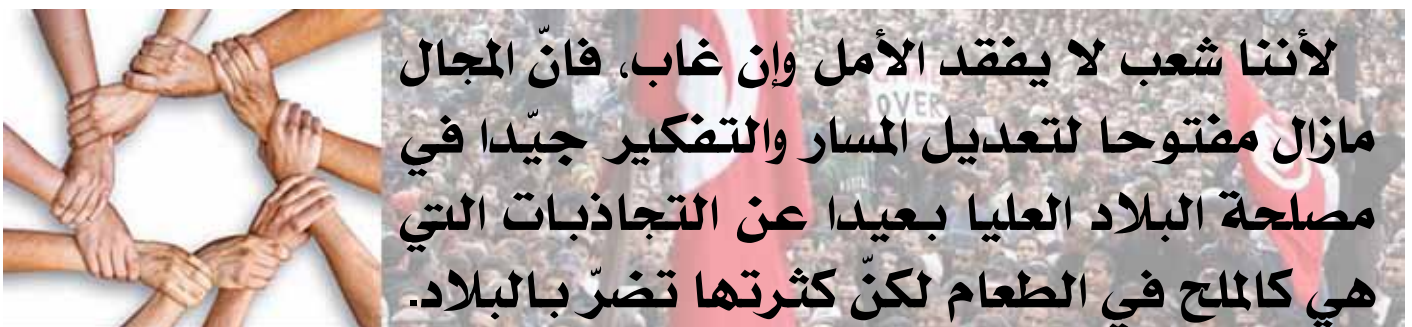 لأننا شعب لا يفقد الأمل وإن غاب، فانّ المجال
مازال مفتوحا لتعديل المسار والتفكير جيّدا في
مصلحة البلاد العليا بعيدا عن التجاذبات التي
هي كالملح في الطعام لكنّ كثرتها تضرّ بالبلاد.
OVER